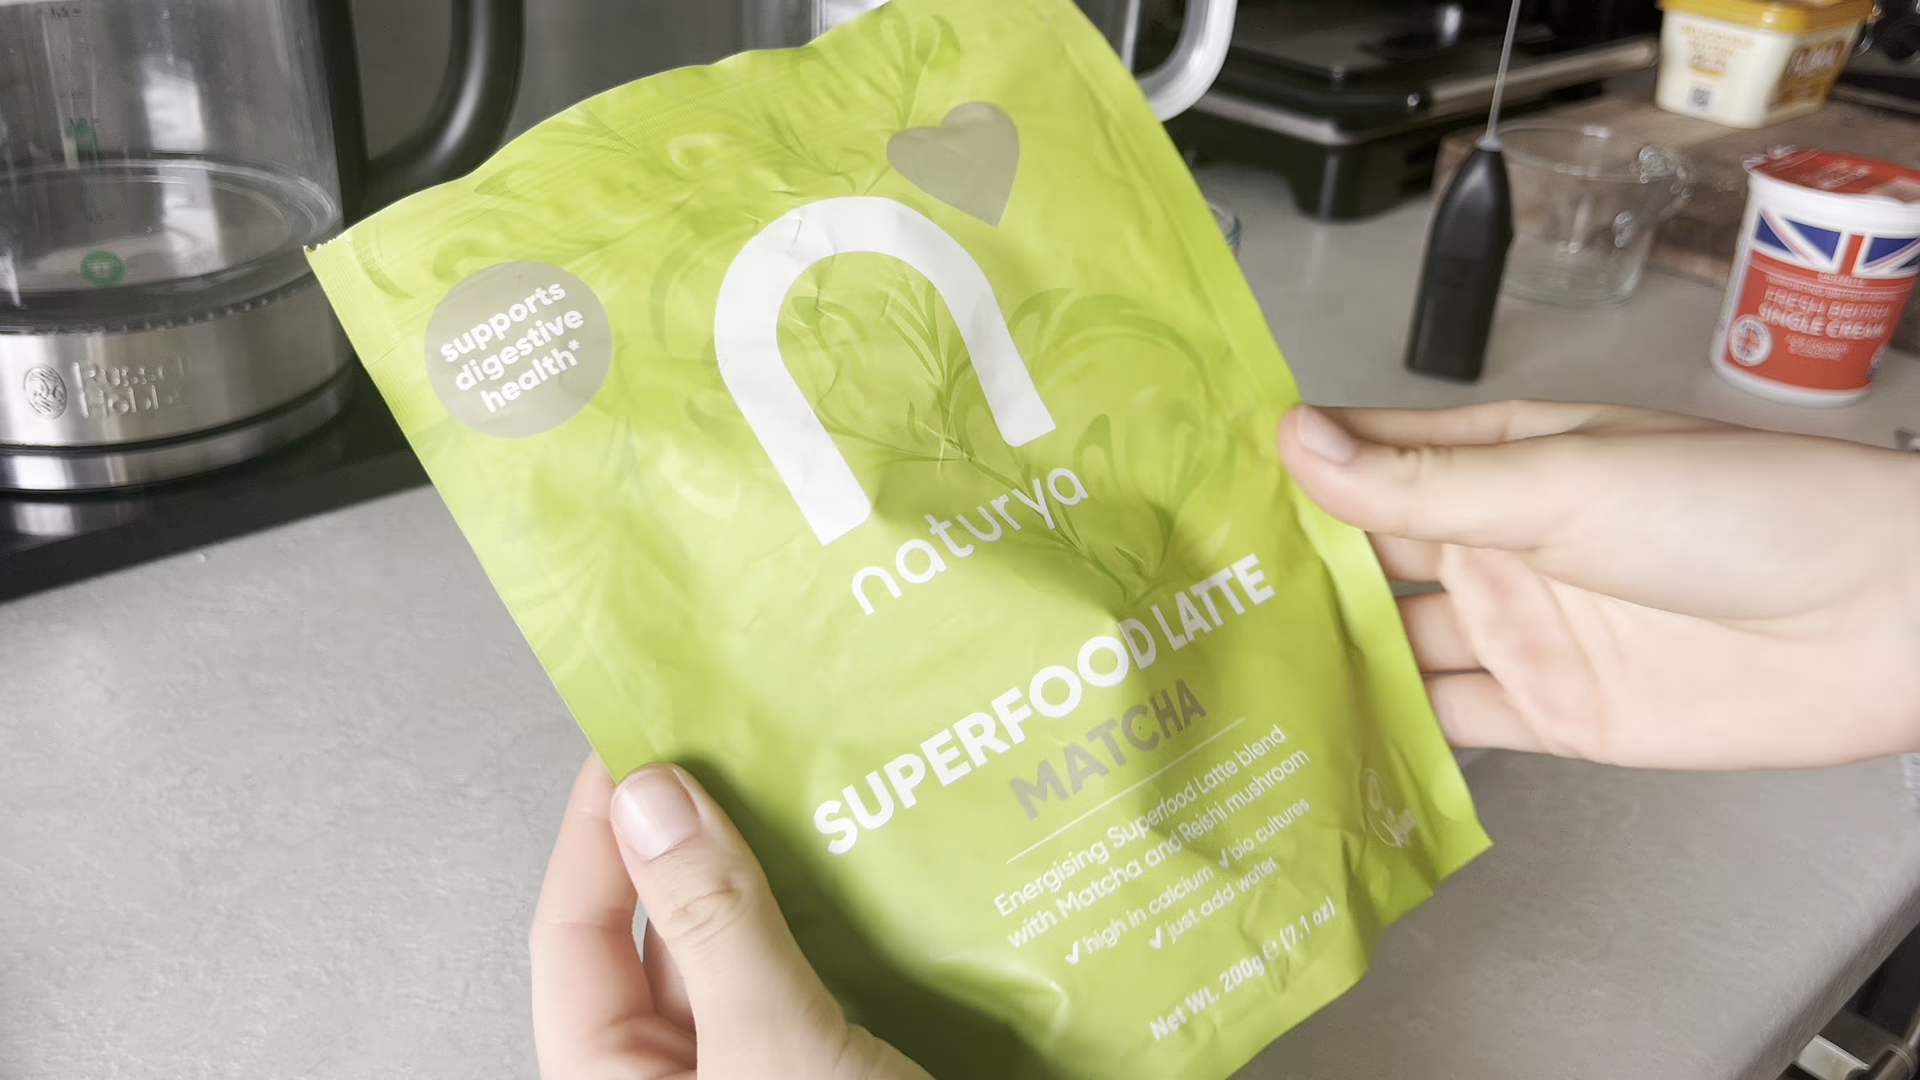 supports
digestive
health*
naturya
SUPERFOOD LATTE
MATCHA
Energising Superfood Latte blend
with Matcha and Reishi mushroom
✓high in calcium ✓bio cultures
✓just add water
Net Wt. 200g ℮ (7.1 oz)
Vegan
Russell
Hobbs
FRESH BRITISH
SINGLE CREAM